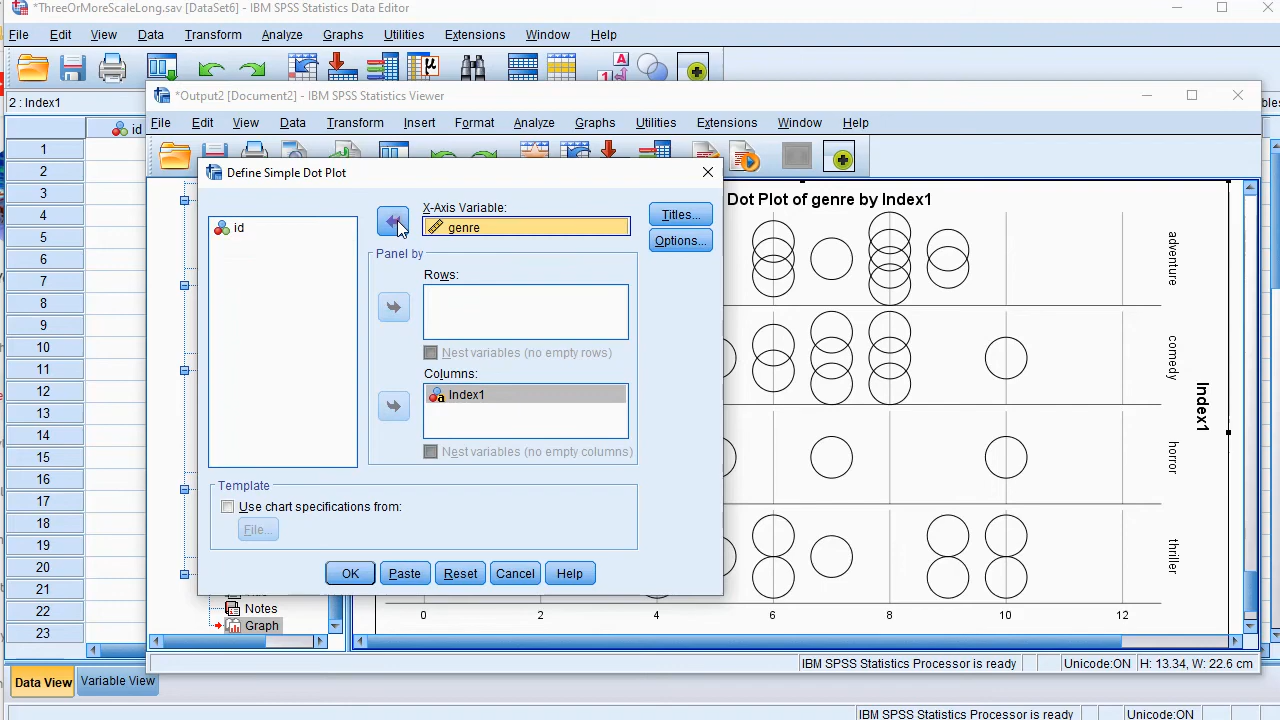 *ThreeOrMoreScaleLong.sav [DataSet6] - IBM SPSS Statistics Data Editor
File Edit View Data Transform Analyze Graphs Utilities Extensions Window Help
2 : Index1
id
1
2
3
4
5
6
7
8
9
10
11
12
13
14
15
16
17
18
19
20
21
22
23
Data View Variable View
IBM SPSS Statistics Processor is ready Unicode:ON
*Output2 [Document2] - IBM SPSS Statistics Viewer
File Edit View Data Transform Insert Format Analyze Graphs Utilities Extensions Window Help
Notes
Graph
Dot Plot of genre by Index1
adventure
comedy
horror
thriller
Index1
0 2 4 6 8 10 12
IBM SPSS Statistics Processor is ready Unicode:ON H: 13.34, W: 22.6 cm
Define Simple Dot Plot
id
X-Axis Variable:
genre
Titles...
Options...
Panel by
Rows:
Nest variables (no empty rows)
Columns:
Index1
Nest variables (no empty columns)
Template
Use chart specifications from:
File...
OK Paste Reset Cancel Help